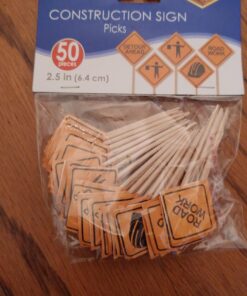 CONSTRUCTION SIGN
Picks
50
pieces
2.5 in (6.4 cm)
DETOUR
AHEAD
ROAD
WORK
ROAD
WORK